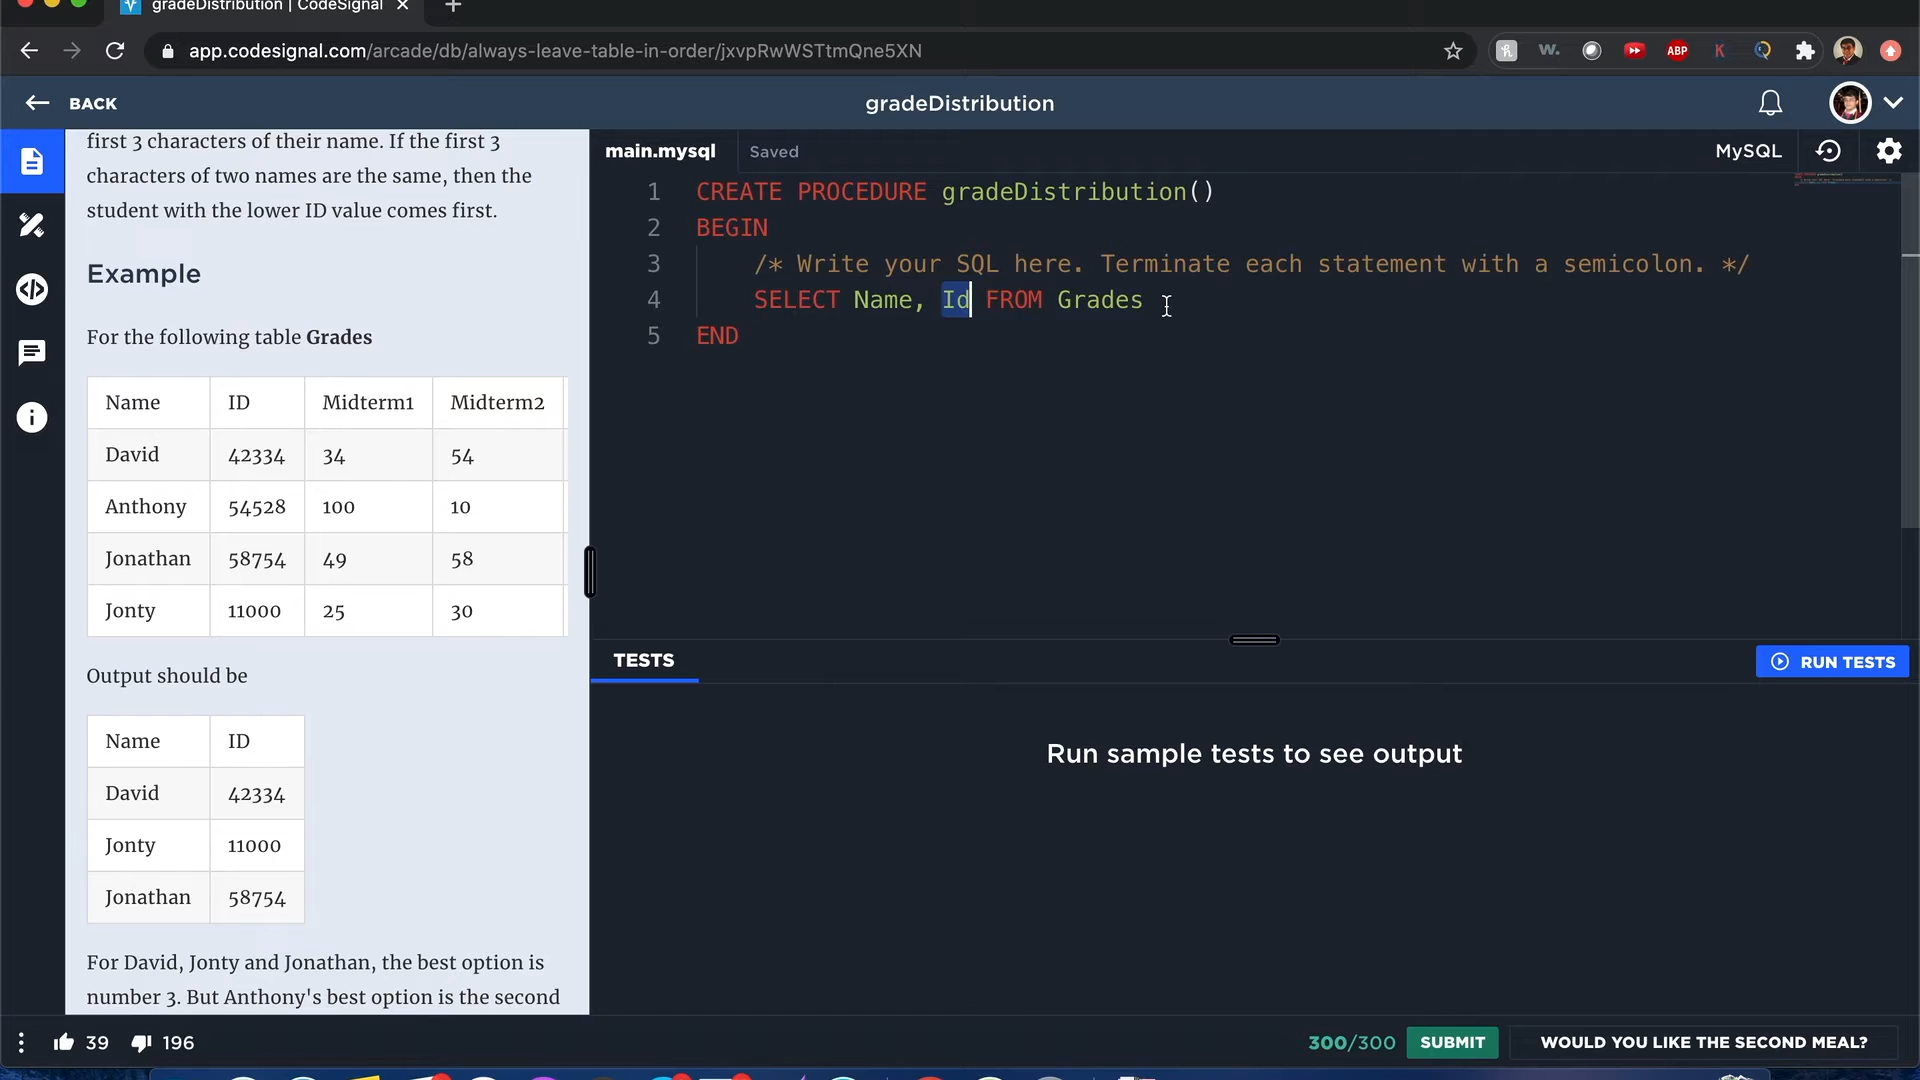 gradeDistribution | CodeSignal
app.codesignal.com/arcade/db/always-leave-table-in-order/jxvpRwWSTtmQne5XN
W.
ABP
K
BACK
gradeDistribution
first 3 characters of their name. If the first 3
characters of two names are the same, then the
student with the lower ID value comes first.
Example
For the following table Grades
Name ID Midterm1 Midterm2
David 42334 34 54
Anthony 54528 100 10
Jonathan 58754 49 58
Jonty 11000 25 30
Output should be
Name ID
David 42334
Jonty 11000
Jonathan 58754
For David, Jonty and Jonathan, the best option is
number 3. But Anthony's best option is the second
39 196
main.mysql Saved MySQL
1 CREATE PROCEDURE gradeDistribution()
2 BEGIN
3 /* Write your SQL here. Terminate each statement with a semicolon. */
4 SELECT Name, Id FROM Grades
5 END
TESTS
RUN TESTS
Run sample tests to see output
300/300 SUBMIT WOULD YOU LIKE THE SECOND MEAL?